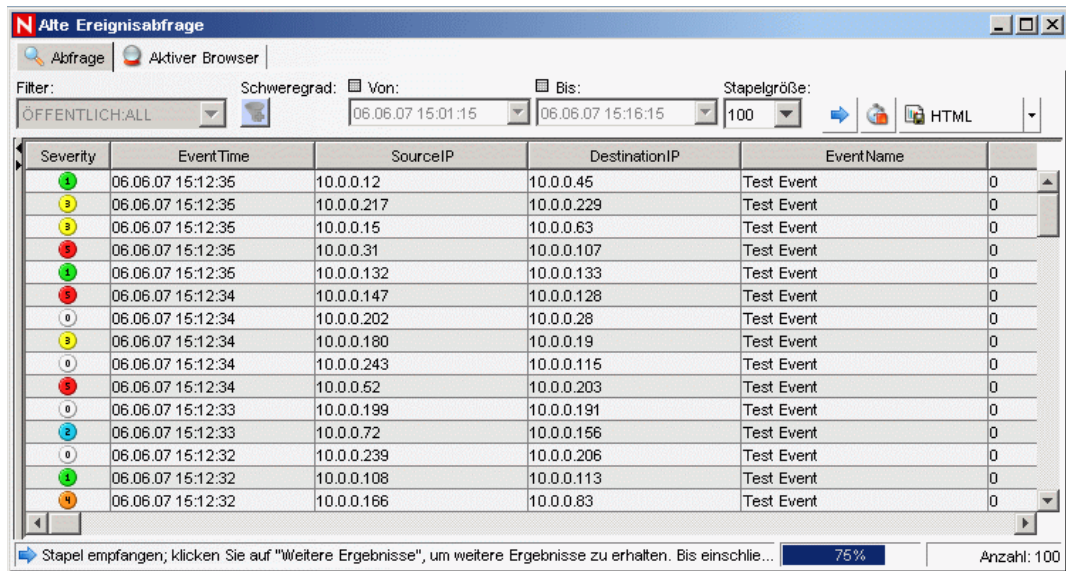 N Alte Ereignisabfrage
Abfrage Aktiver Browser
Filter: Schweregrad: Von: Bis: Stapelgröße:
ÖFFENTLICH:ALL 06.06.07 15:01:15 06.06.07 15:16:15 100 HTML
Severity EventTime SourceIP DestinationIP EventName
1 06.06.07 15:12:35 10.0.0.12 10.0.0.45 Test Event 0
3 06.06.07 15:12:35 10.0.0.217 10.0.0.229 Test Event 0
3 06.06.07 15:12:35 10.0.0.15 10.0.0.63 Test Event 0
5 06.06.07 15:12:35 10.0.0.31 10.0.0.107 Test Event 0
1 06.06.07 15:12:35 10.0.0.132 10.0.0.133 Test Event 0
5 06.06.07 15:12:34 10.0.0.147 10.0.0.128 Test Event 0
0 06.06.07 15:12:34 10.0.0.202 10.0.0.28 Test Event 0
3 06.06.07 15:12:34 10.0.0.180 10.0.0.19 Test Event 0
0 06.06.07 15:12:34 10.0.0.243 10.0.0.115 Test Event 0
5 06.06.07 15:12:34 10.0.0.52 10.0.0.203 Test Event 0
0 06.06.07 15:12:33 10.0.0.199 10.0.0.191 Test Event 0
2 06.06.07 15:12:33 10.0.0.72 10.0.0.156 Test Event 0
0 06.06.07 15:12:32 10.0.0.239 10.0.0.206 Test Event 0
1 06.06.07 15:12:32 10.0.0.108 10.0.0.113 Test Event 0
4 06.06.07 15:12:32 10.0.0.166 10.0.0.83 Test Event 0
Stapel empfangen; klicken Sie auf "Weitere Ergebnisse", um weitere Ergebnisse zu erhalten. Bis einschlie... 75% Anzahl: 100